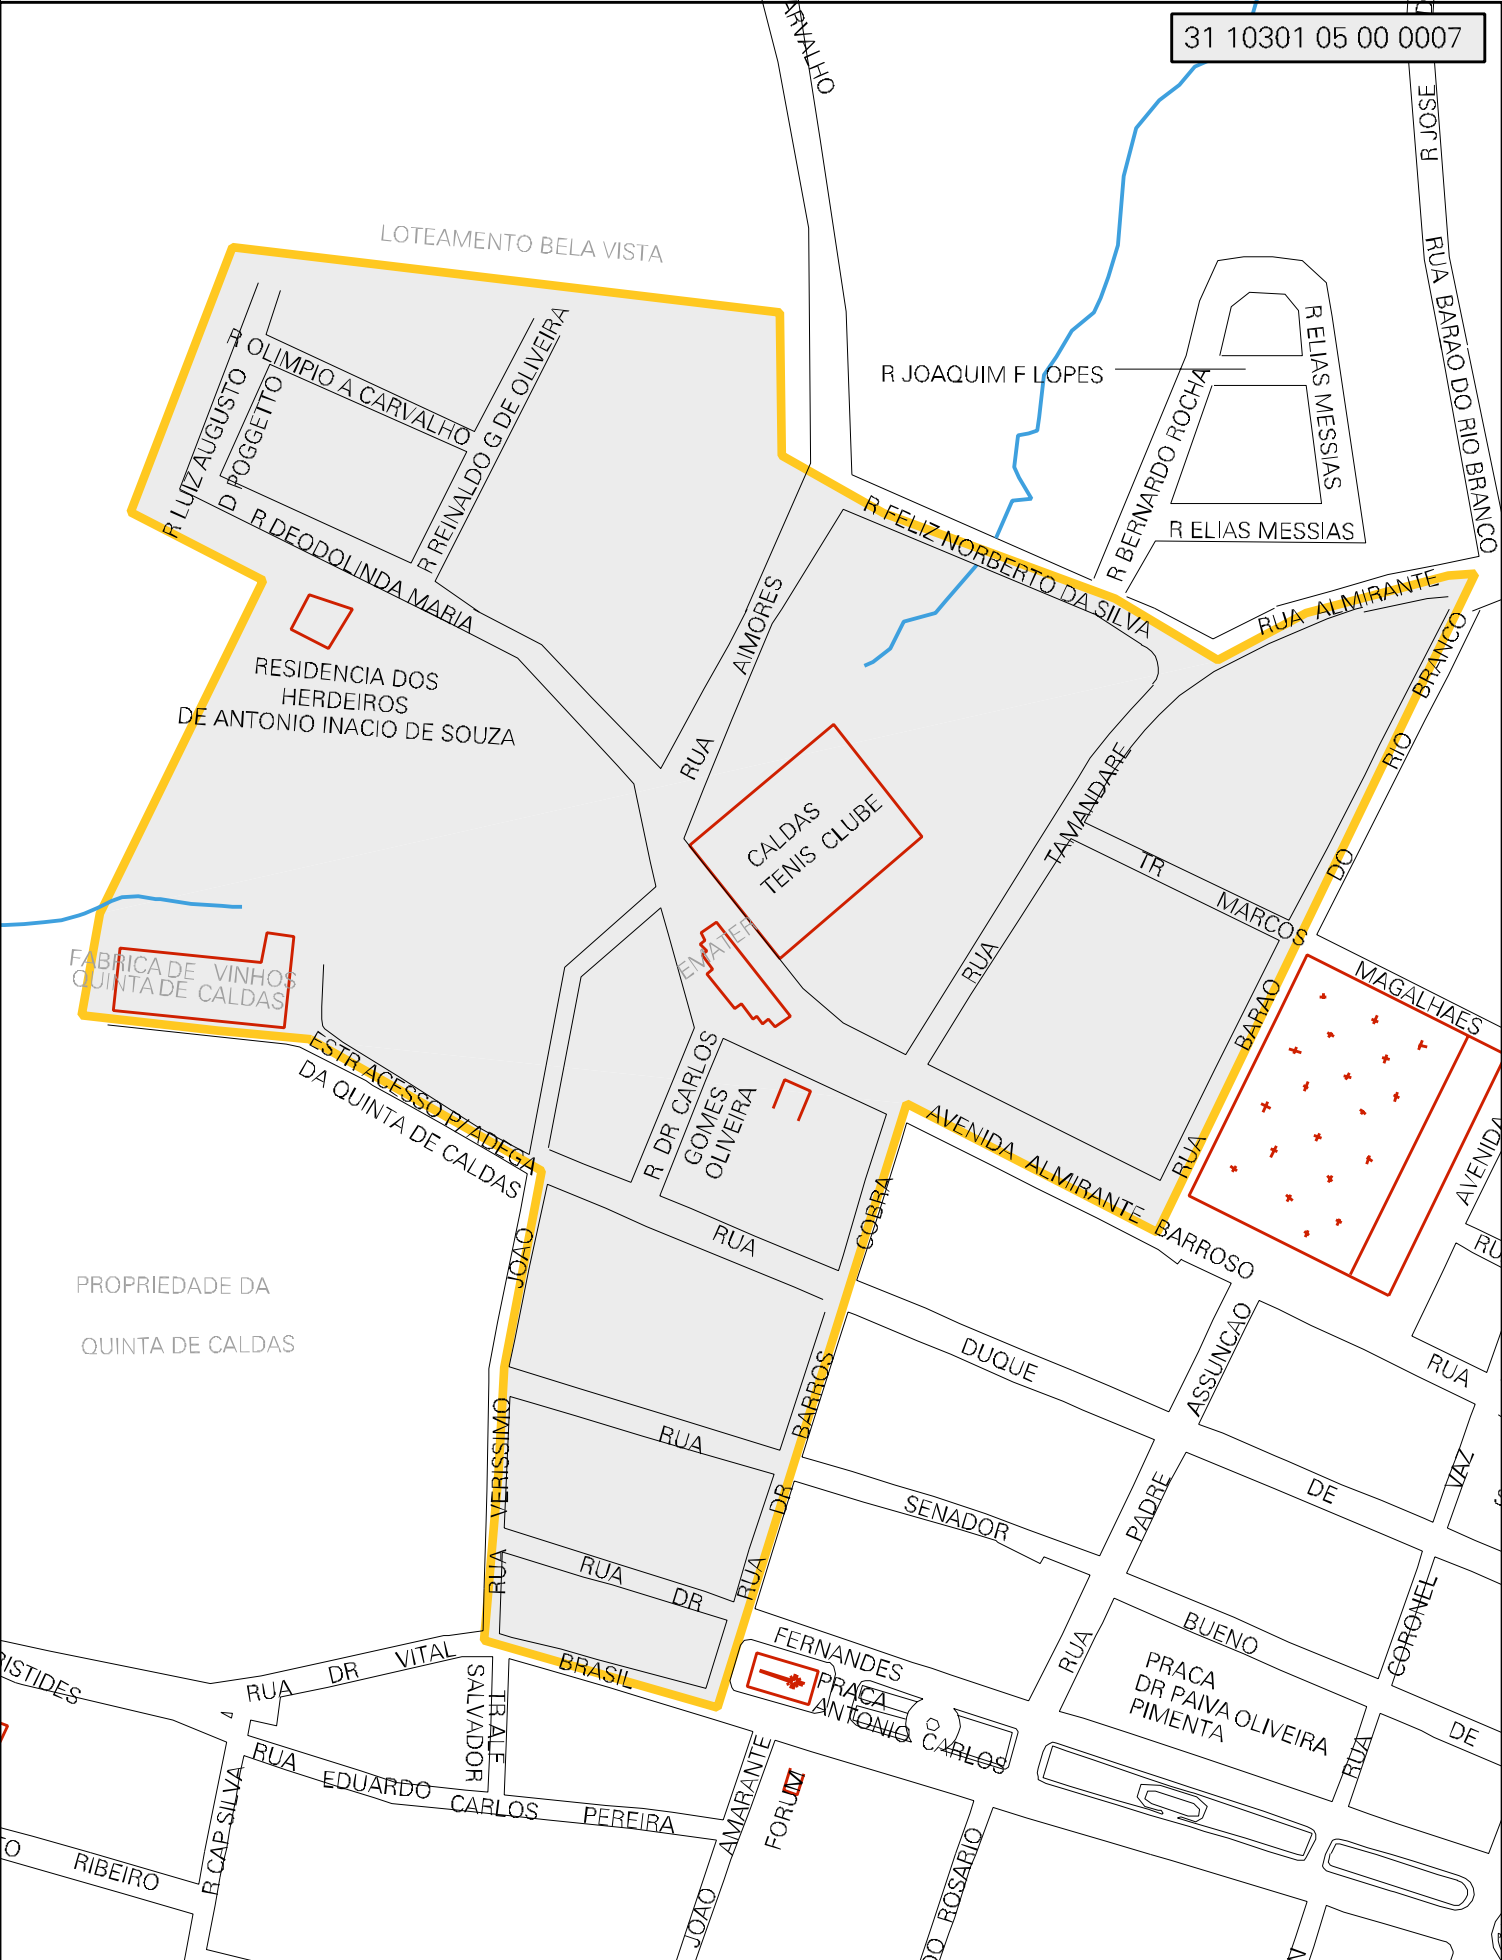 31 10301 05 00 0007
ARVALHO
R JOSE
LOTEAMENTO BELA VISTA
RUA BARAO DO RIO BRANCO
R OLIMPIO A CARVALHO
R REINALDO G DE OLIVEIRA
R LUIZ AUGUSTO
D POGGETTO
R DEODOLINDA MARIA
R JOAQUIM F LOPES
R ELIAS MESSIAS
R BERNARDO ROCHA
R ELIAS MESSIAS
R FELIZ NORBERTO DA SILVA
RUA ALMIRANTE
TAMANDARE
RUA
RUA AIMORES
RESIDENCIA DOS
HERDEIROS
DE ANTONIO INACIO DE SOUZA
CALDAS
TENIS CLUBE
EMATER
TR MARCOS
MAGALHAES
RUA BARAO DO RIO BRANCO
FABRICA DE VINHOS
QUINTA DE CALDAS
ESTR ACESSO P/ ADEGA
DA QUINTA DE CALDAS
R DR CARLOS
GOMES
OLIVEIRA
AVENIDA ALMIRANTE BARROSO
AVENIDA
RU
PROPRIEDADE DA
QUINTA DE CALDAS
RUA VERISSIMO JOAO
RUA DR BARROS COBRA
RUA
DUQUE
DE
RUA
RUA
SENADOR
BUENO
DE
RUA DR
FERNANDES
RUA PADRE ASSUNCAO
RUA CORONEL VAZ
RUA DR VITAL BRASIL
PRACA
ANTONIO CARLOS
PRACA
DR PAIVA OLIVEIRA
PIMENTA
RISTIDES
TR ALF
SALVADOR
RUA EDUARDO CARLOS PEREIRA
R CAP SILVA
TO RIBEIRO
JOAO AMARANTE
FORUM
DO ROSARIO